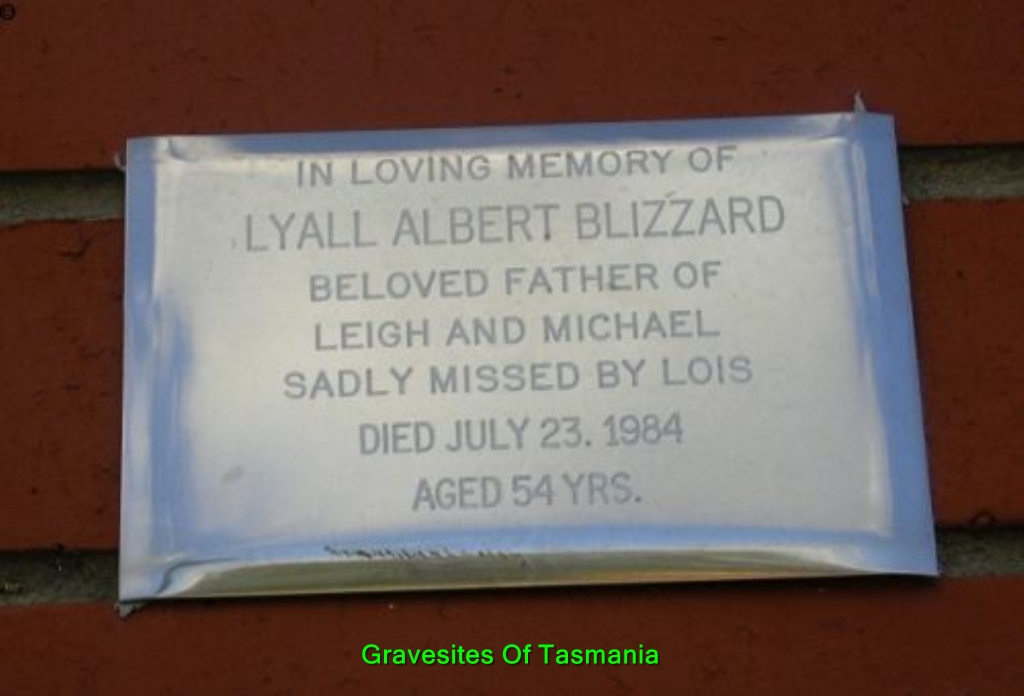 IN LOVING MEMORY OF
LYALL ALBERT BLIZZARD
BELOVED FATHER OF
LEIGH AND MICHAEL
SADLY MISSED BY LOIS
DIED JULY 23. 1984
AGED 54 YRS.
Gravesites Of Tasmania